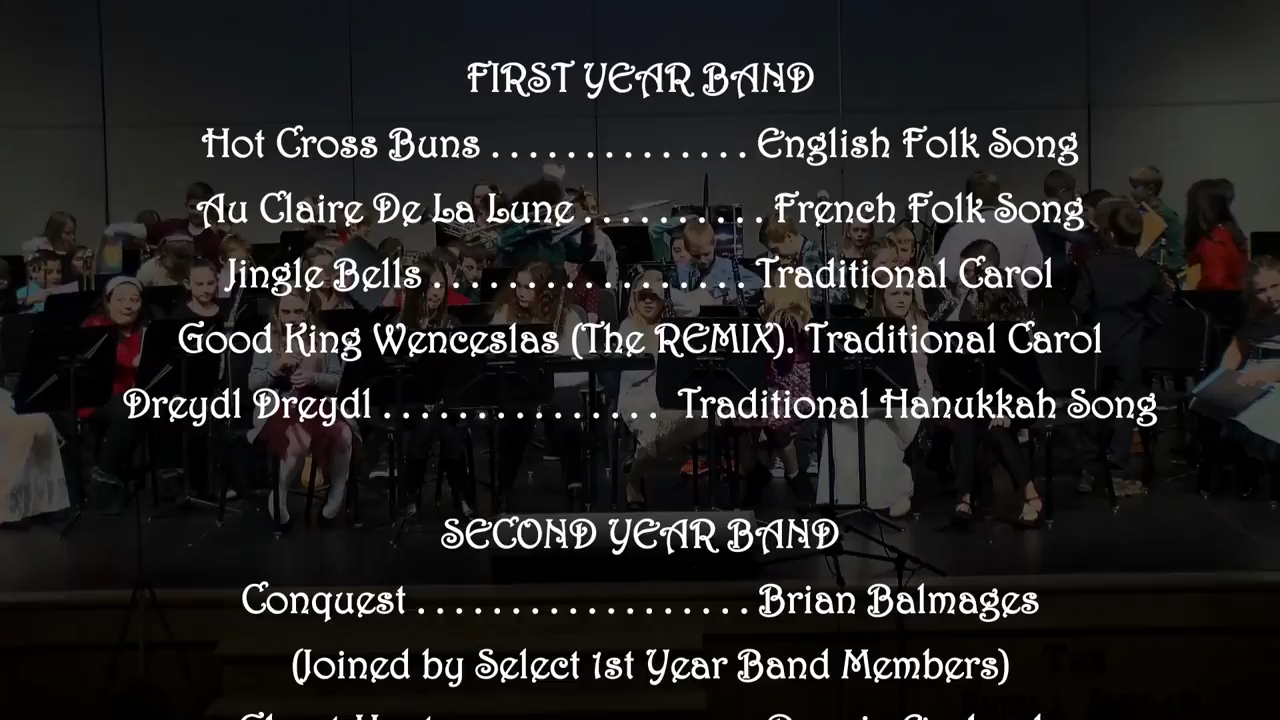 FIRST YEAR BAND
Hot Cross Buns . . . . . . . . . . . . . . English Folk Song
Au Claire De La Lune . . . . . . . . . . French Folk Song
Jingle Bells . . . . . . . . . . . . . . . . . Traditional Carol
Good King Wenceslas (The REMIX). Traditional Carol
Dreydl Dreydl . . . . . . . . . . . . . . . Traditional Hanukkah Song
SECOND YEAR BAND
Conquest . . . . . . . . . . . . . . . . . . Brian Balmages
(Joined by Select 1st Year Band Members)